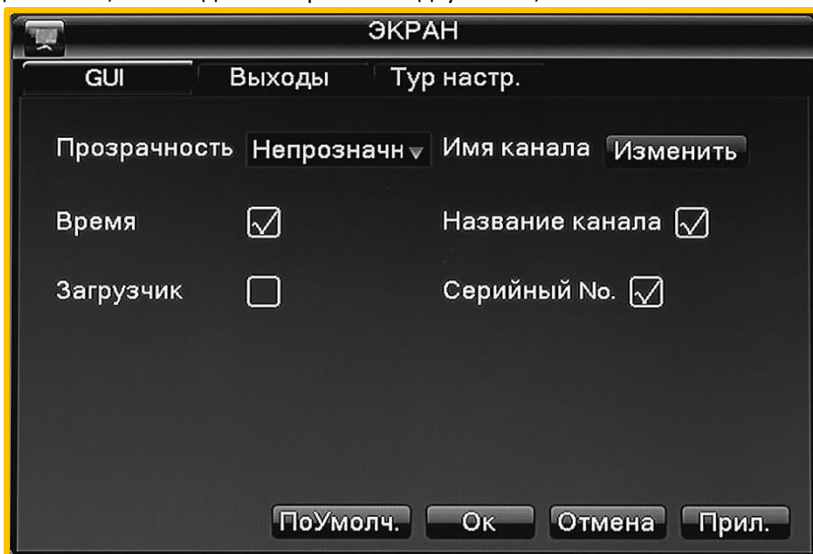 ЭКРАН
GUI Выходы Тур настр.
Прозрачность Непрозначн Имя канала Изменить
Время Название канала
Загрузчик Серийный No.
ПоУмолч. Ок Отмена Прил.